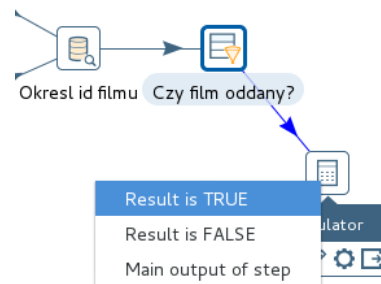 Okresl id filmu
Czy film oddany?
Result is TRUE
ulator
Result is FALSE
Main output of step